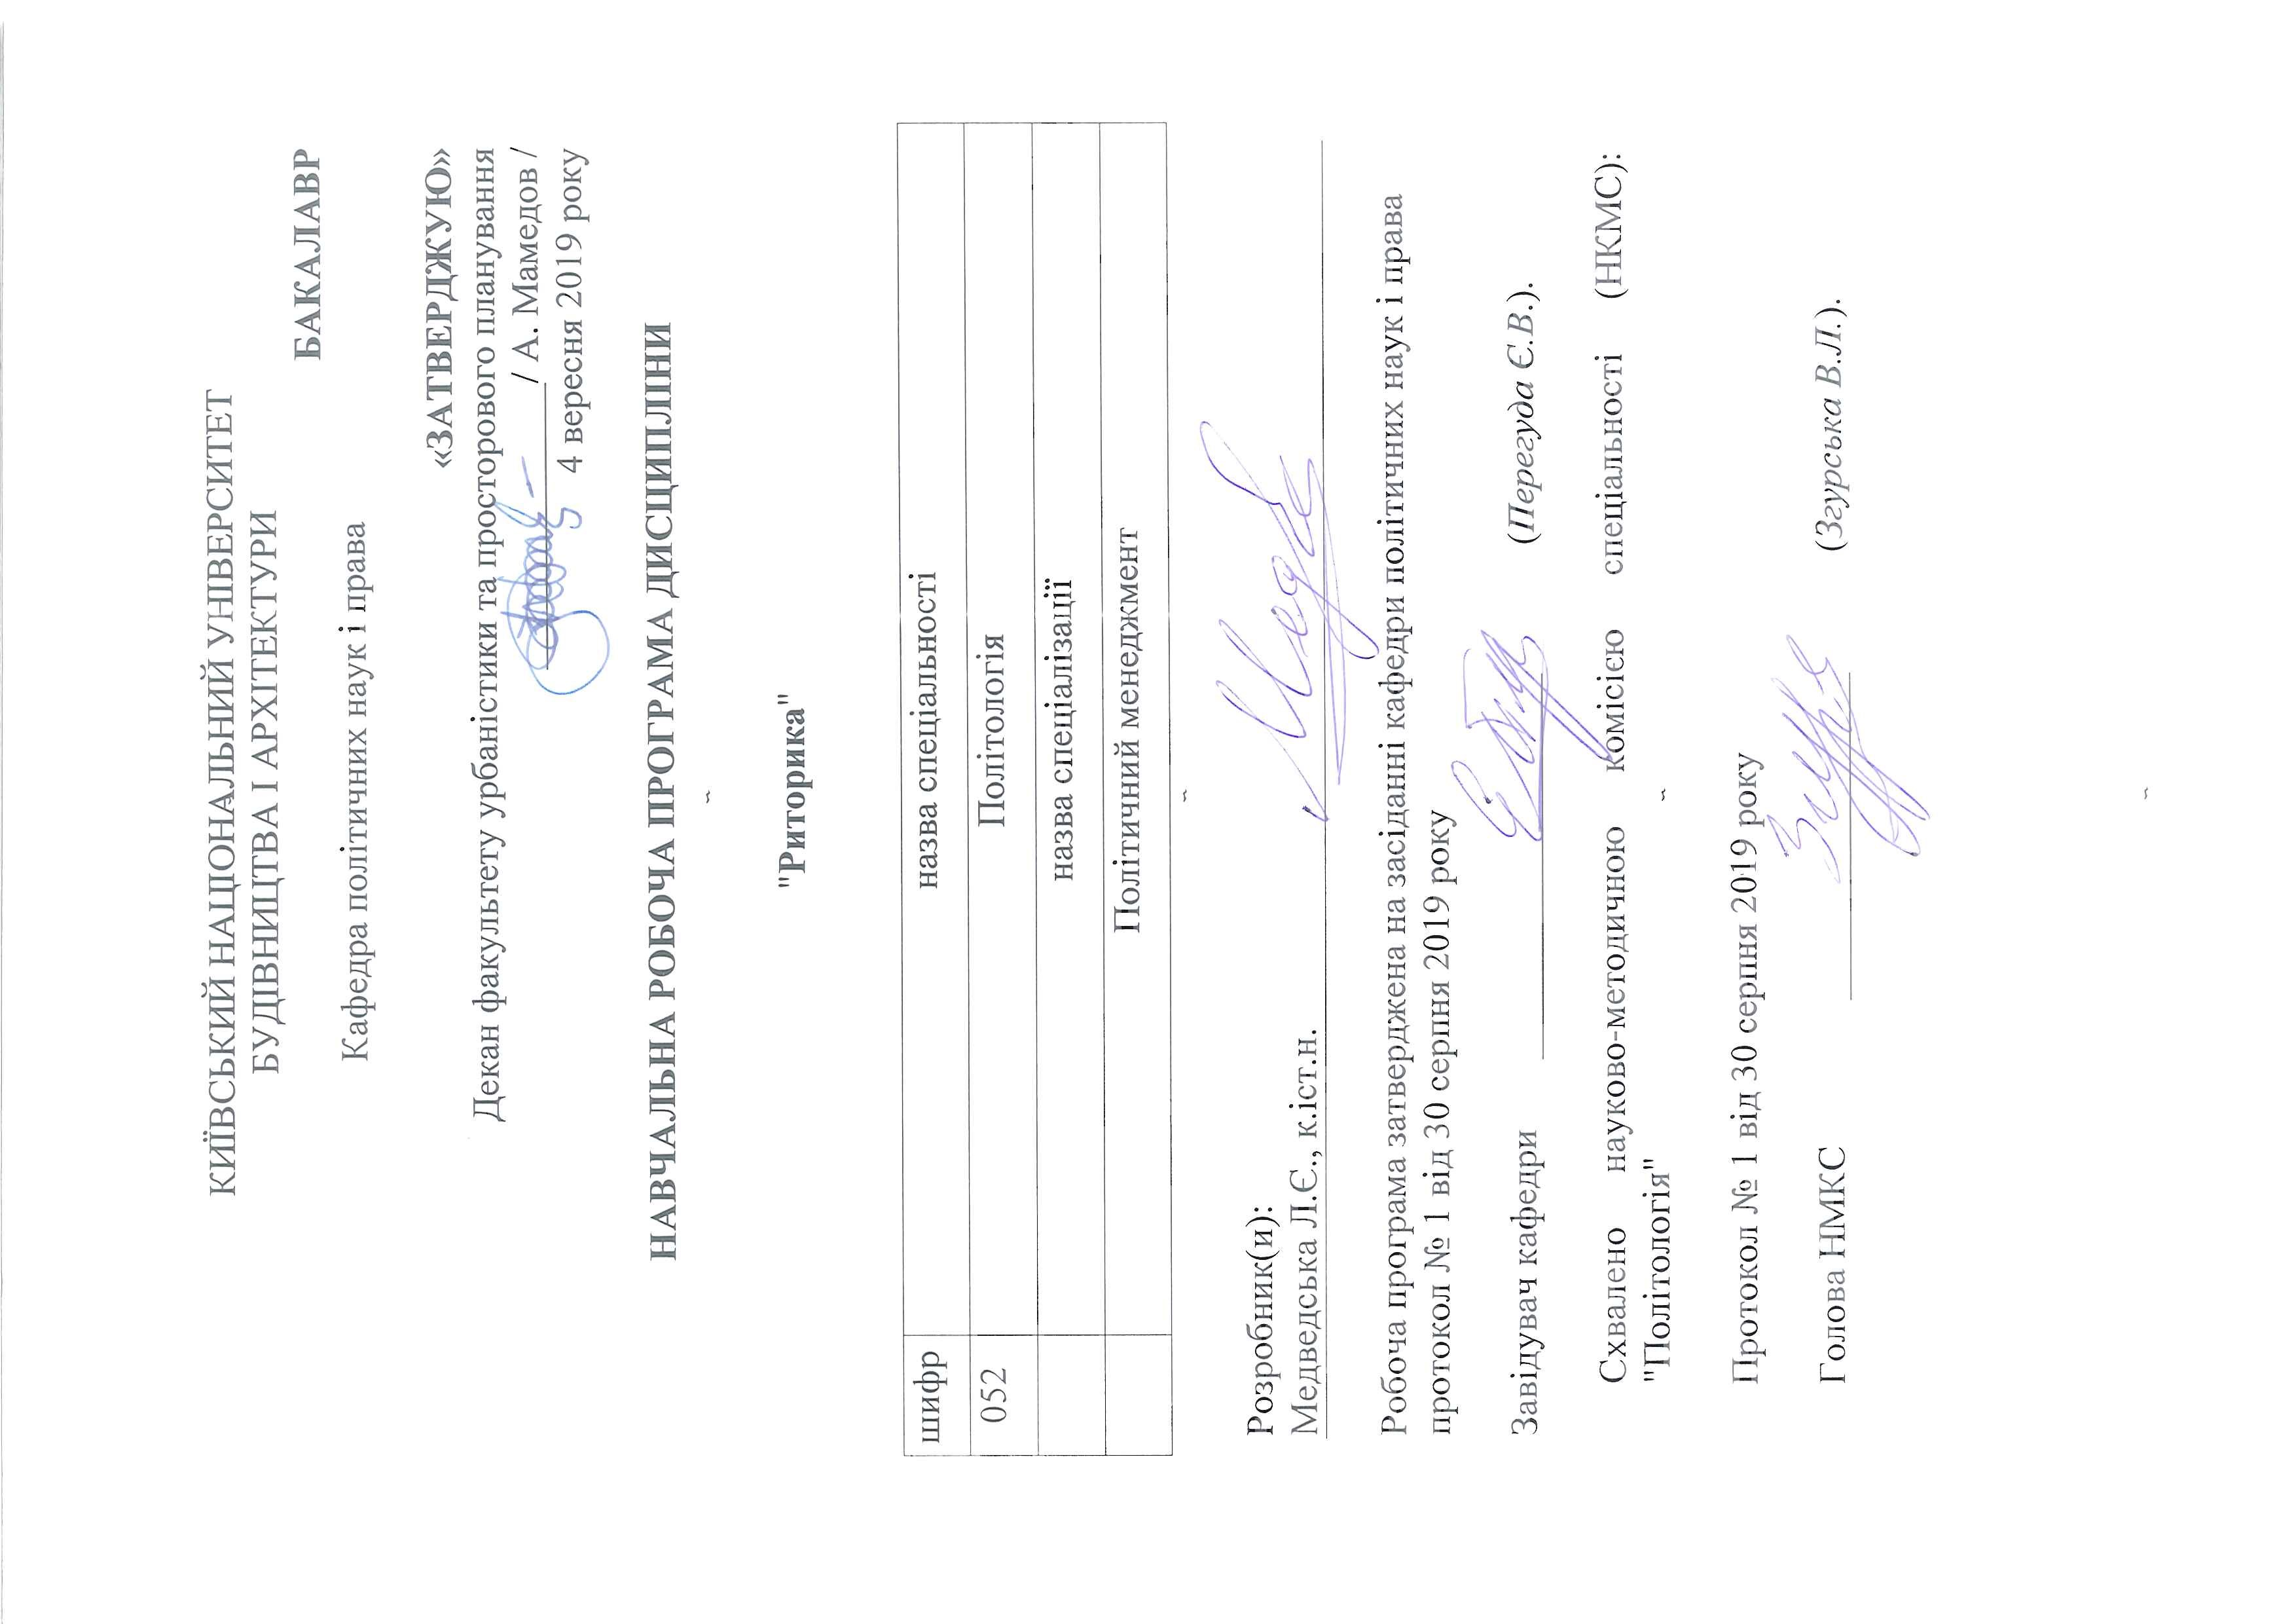 КИЇВСЬКИЙ НАЦІОНАЛЬНИЙ УНІВЕРСИТЕТ
БУДІВНИЦТВА І АРХІТЕКТУРИ
БАКАЛАВР
Кафедра політичних наук і права
«ЗАТВЕРДЖУЮ»
Декан факультету урбаністики та просторового планування
/ А. Мамедов /
4 вересня 2019 року
НАВЧАЛЬНА РОБОЧА ПРОГРАМА ДИСЦИПЛІНИ
"Риторика"
шифр назва спеціальності
052 Політологія
назва спеціалізації
Політичний менеджмент
Розробник(и):
Медведська Л.Є., к.іст.н.
Робоча програма затверджена на засіданні кафедри політичних наук і права
протокол № 1 від 30 серпня 2019 року
Завідувач кафедри (Перегуда Є.В.).
Схвалено науково-методичною комісією спеціальності (НКМС):
"Політологія"
Протокол № 1 від 30 серпня 2019 року
Голова НМКС (Згурська В.Л.).